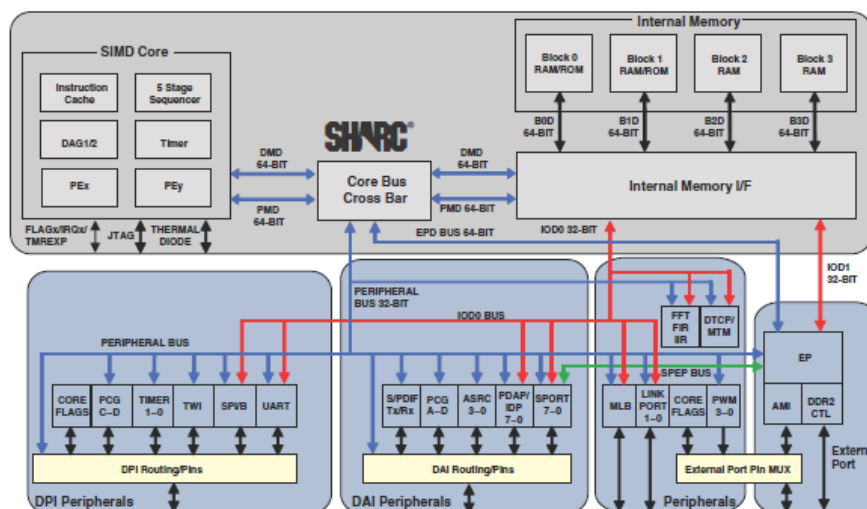 Internal Memory
SIMD Core
Block 0
RAM/ROM
Block 1
RAM/ROM
Block 2
RAM
Block 3
RAM
Instruction
Cache
5 Stage
Sequencer
B0D
64-BIT
B1D
64-BIT
B2D
64-BIT
B3D
64-BIT
DAG1/2
Timer
SHARC®
DMD
64-BIT
DMD
64-BIT
PEx
PEy
Core Bus
Cross Bar
Internal Memory I/F
PMD
64-BIT
PMD 64-BIT
FLAGx/IRQx/
TMREXP
JTAG
THERMAL
DIODE
EPD BUS 64-BIT
IOD0 32-BIT
IOD1
32-BIT
PERIPHERAL
BUS 32-BIT
IOD0 BUS
FFT
FIR
IIR
DTCP/
MTM
PERIPHERAL BUS
SPEP BUS
EP
CORE
FLAGS
PCG
C–D
TIMER
1–0
TWI
SPI/B
UART
S/PDIF
Tx/Rx
PCG
A–D
ASRC
3–0
PDAP/
IDP
7–0
SPORT
7–0
MLB
LINK
PORT
1–0
CORE
FLAGS
PWM
3–0
AMI
DDR2
CTL
DPI Routing/Pins
DAI Routing/Pins
External Port Pin MUX
External
Port
DPI Peripherals
DAI Peripherals
Peripherals